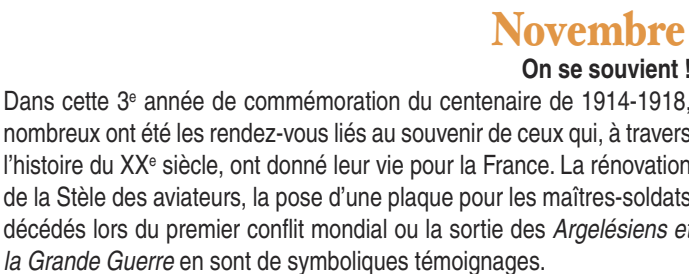 Novembre
On se souvient !
Dans cette 3e année de commémoration du centenaire de 1914-1918,
nombreux ont été les rendez-vous liés au souvenir de ceux qui, à travers
l'histoire du XXe siècle, ont donné leur vie pour la France. La rénovation
de la Stèle des aviateurs, la pose d'une plaque pour les maîtres-soldats
décédés lors du premier conflit mondial ou la sortie des Argelésiens et
la Grande Guerre en sont de symboliques témoignages.